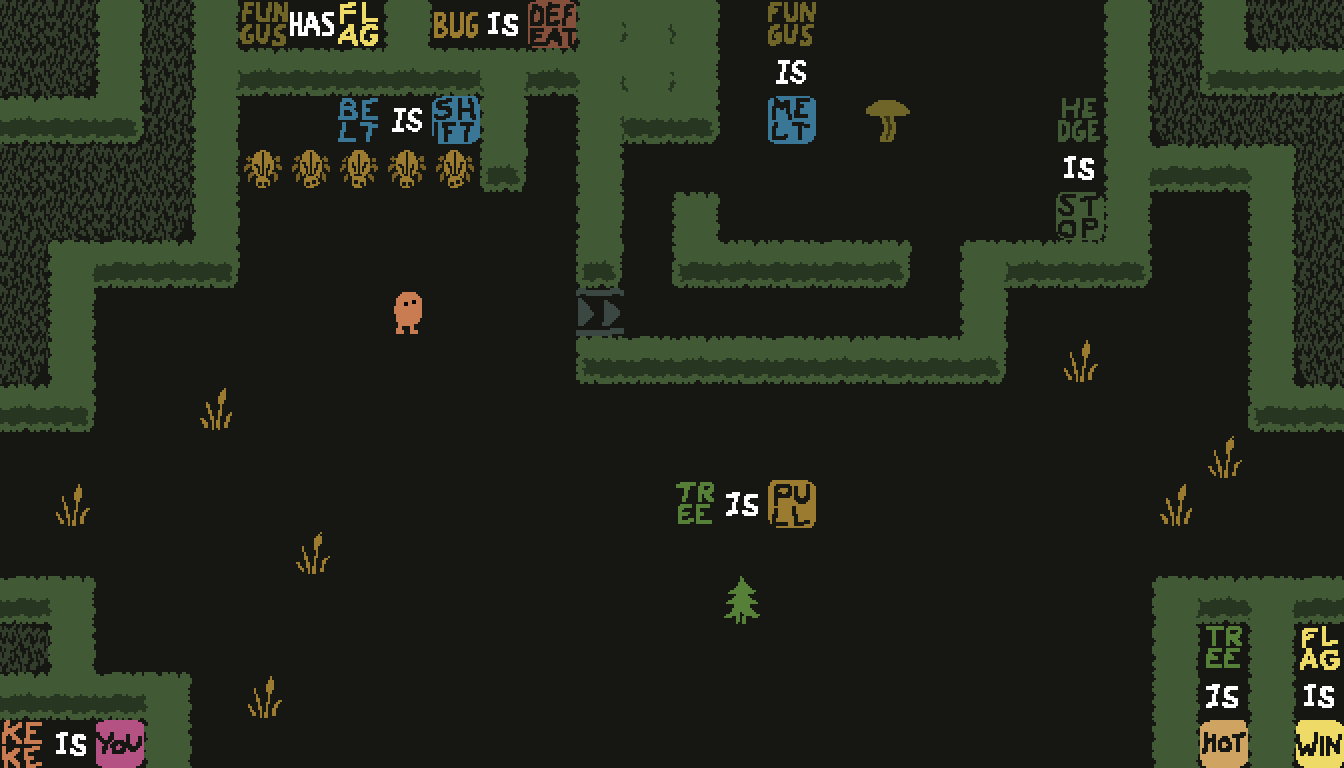 FUNGUS HAS FLAG
BUG IS DEFEAT
FUNGUS
IS
MELT
BELT IS SHIFT
HEDGE
IS
STOP
TREE IS PULL
TREE
IS
HOT
FLAG
IS
WIN
KEKE IS YOU